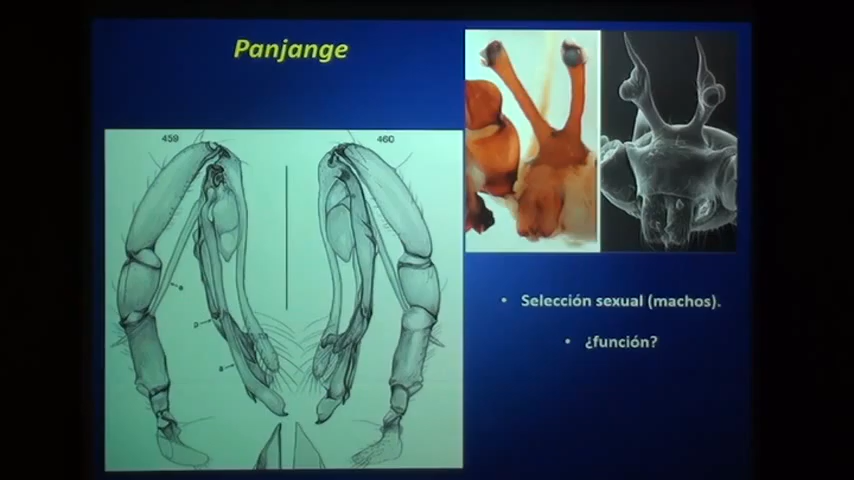 Panjange
459
460
• Selección sexual (machos).
• ¿función?